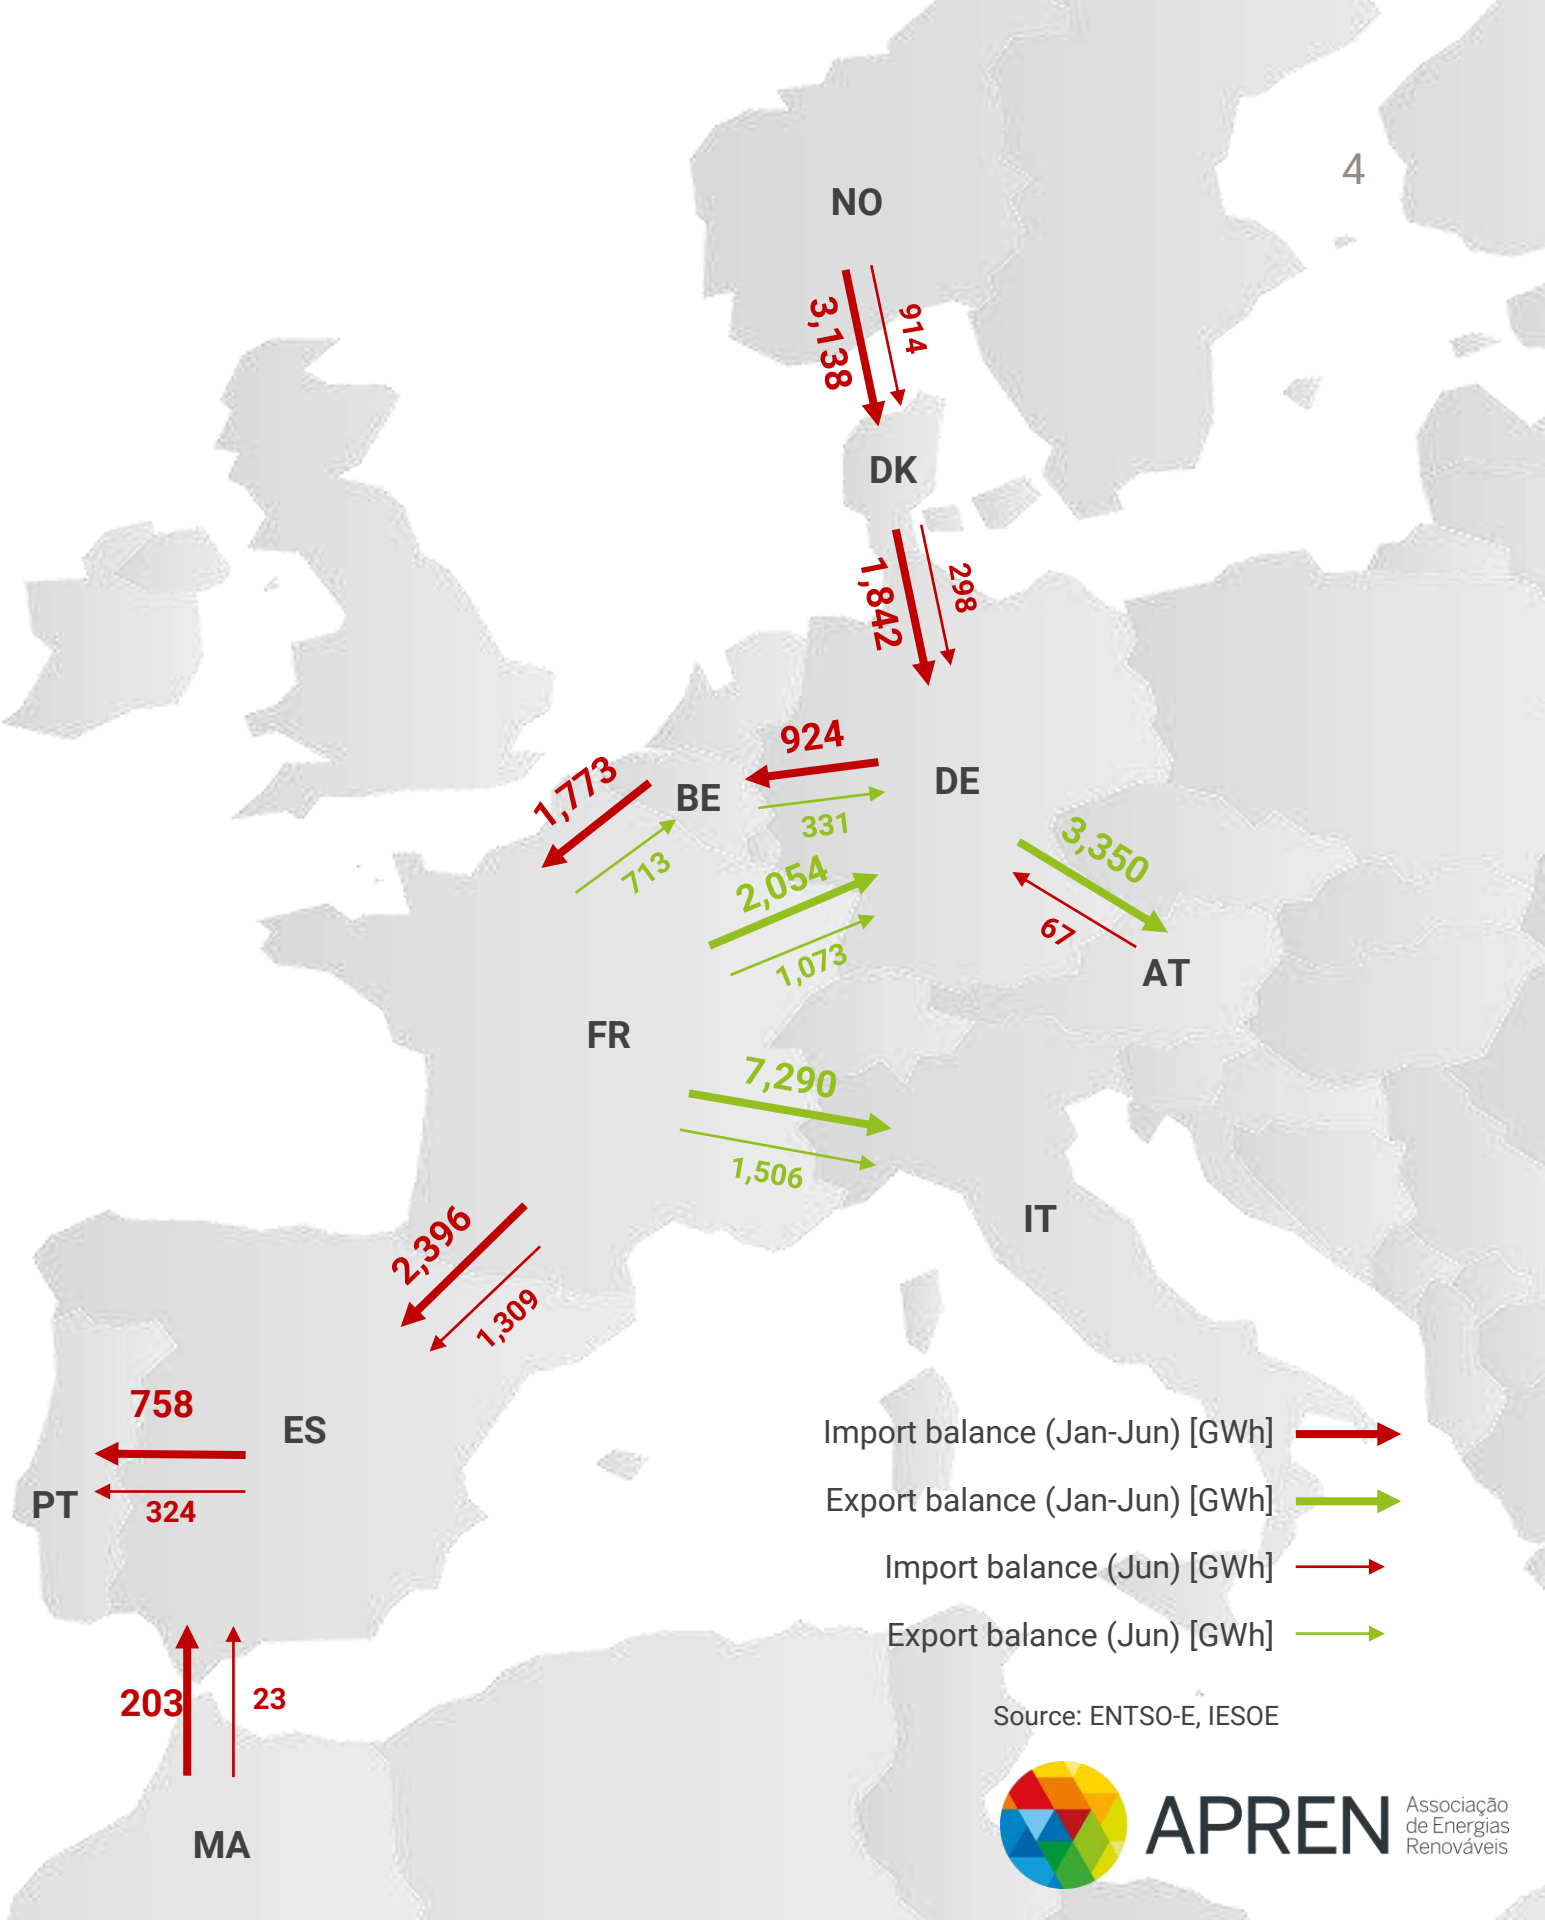 4
NO
3,138
914
DK
1,842
298
924
DE
1,773
BE
331
713
3,350
2,054
67
1,073
AT
FR
7,290
1,506
IT
2,396
1,309
758
ES
PT
324
Import balance (Jan-Jun) [GWh]
Export balance (Jan-Jun) [GWh]
Import balance (Jun) [GWh]
Export balance (Jun) [GWh]
203
23
Source: ENTSO-E, IESOE
MA
APREN
Associação
de Energias
Renováveis